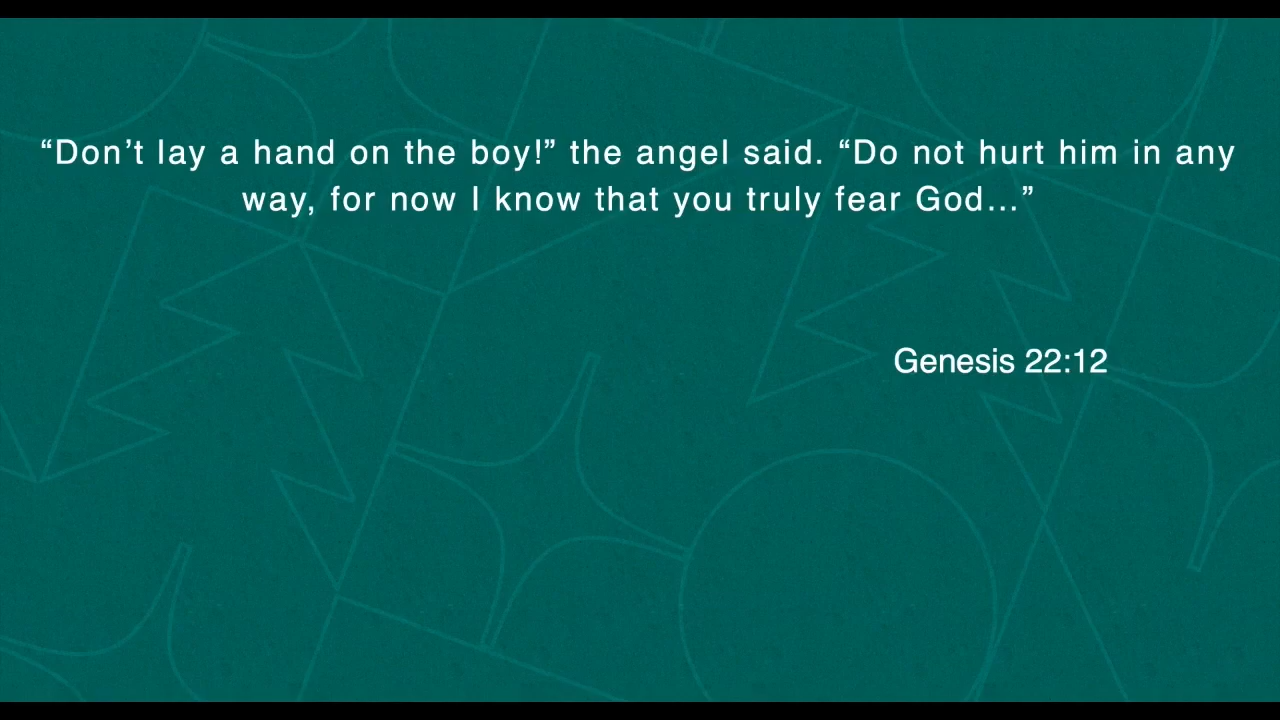 “Don’t lay a hand on the boy!” the angel said. “Do not hurt him in any
way, for now I know that you truly fear God…”
Genesis 22:12